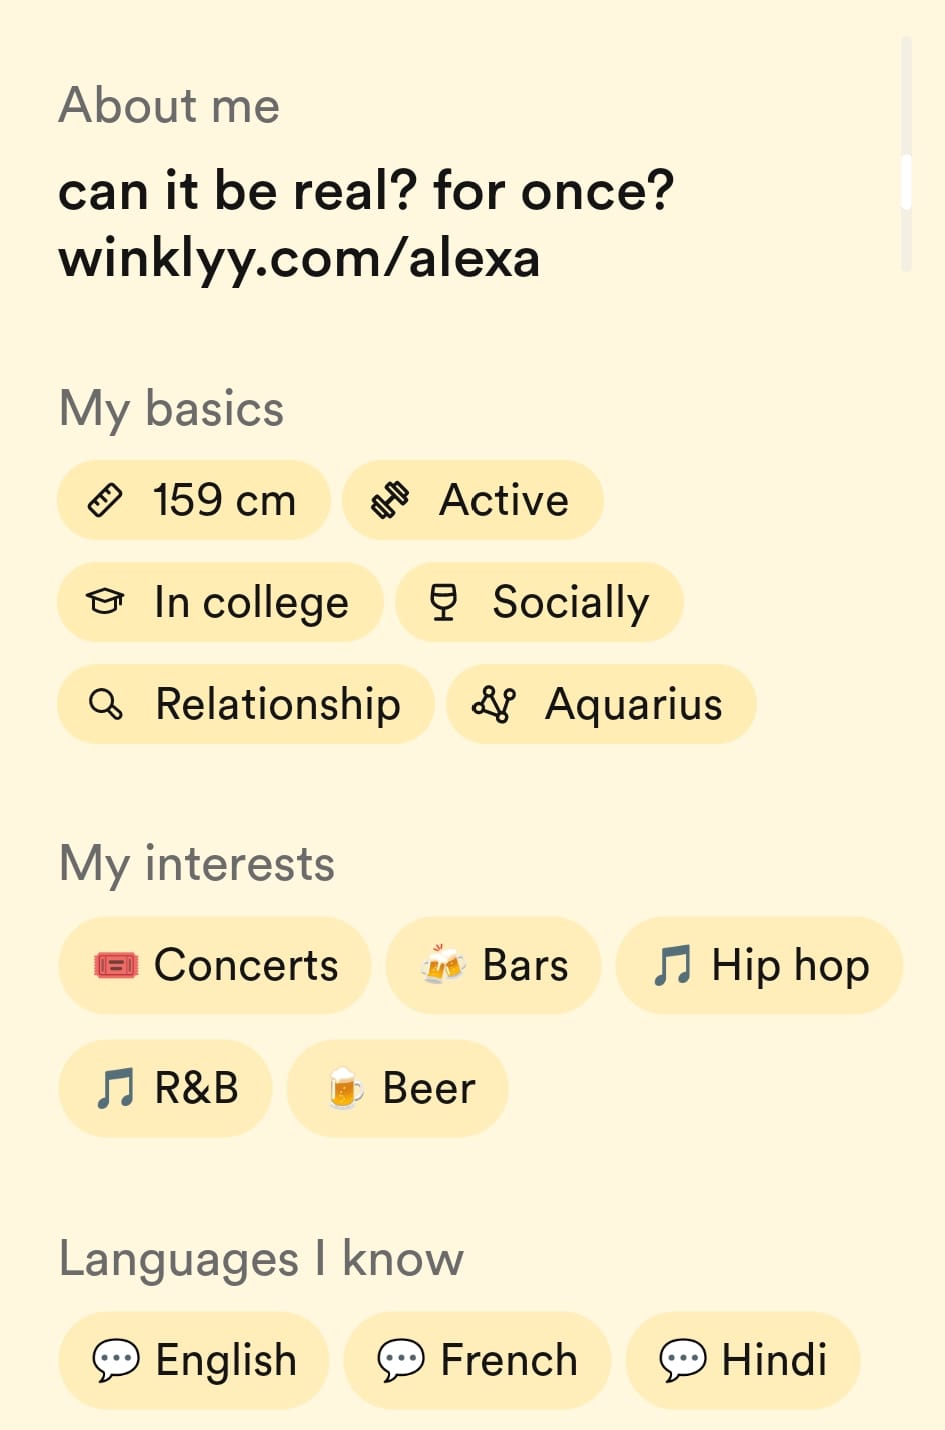 About me
can it be real? for once?
winklyy.com/alexa
My basics
159 cm Active
In college Socially
Relationship Aquarius
My interests
Concerts Bars Hip hop
R&B Beer
Languages I know
English French Hindi